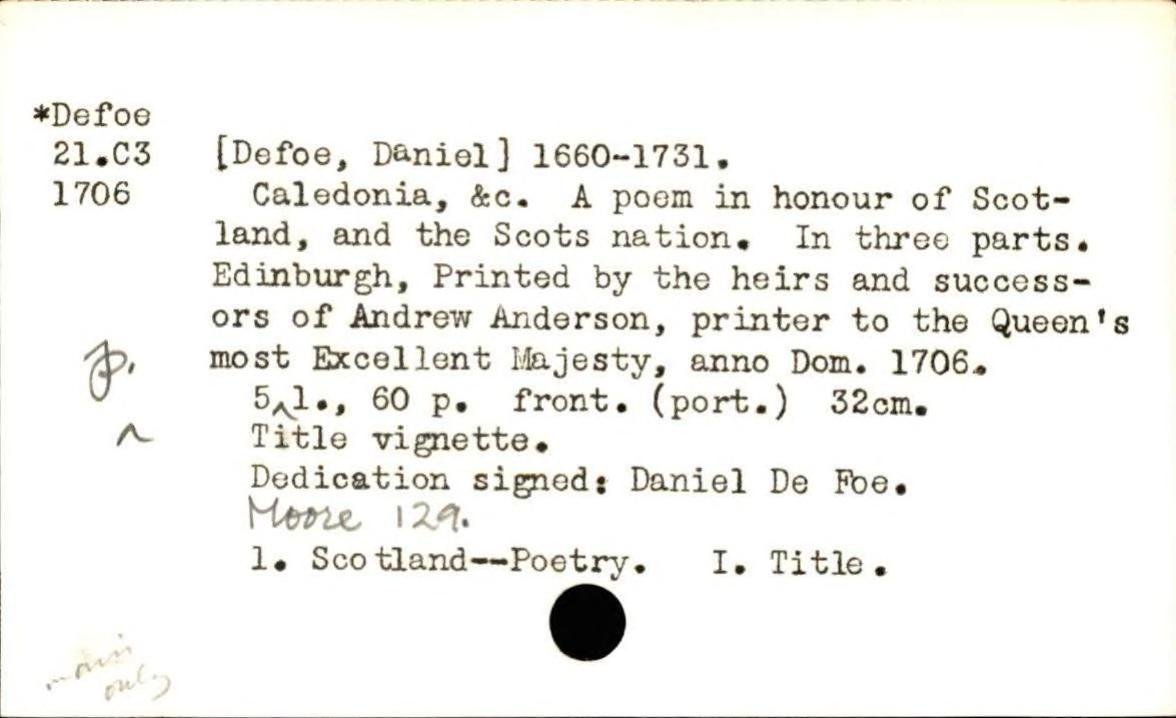 *Defoe
21.C3 [Defoe, Daniel] 1660-1731.
1706 Caledonia, &c. A poem in honour of Scot-
land, and the Scots nation. In three parts.
Edinburgh, Printed by the heirs and success-
ors of Andrew Anderson, printer to the Queen's
most Excellent Majesty, anno Dom. 1706.
5 l., 60 p. front. (port.) 32cm.
Title vignette.
Dedication signed: Daniel De Foe.
Moore 129.
1. Scotland--Poetry. I. Title.
main
only